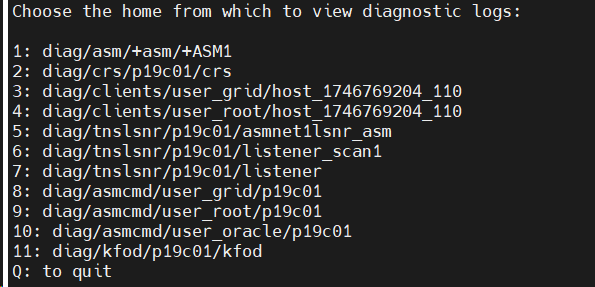 Choose the home from which to view diagnostic logs:
1: diag/asm/+asm/+ASM1
2: diag/crs/p19c01/crs
3: diag/clients/user_grid/host_1746769204_110
4: diag/clients/user_root/host_1746769204_110
5: diag/tnslsnr/p19c01/asmnet1lsnr_asm
6: diag/tnslsnr/p19c01/listener_scan1
7: diag/tnslsnr/p19c01/listener
8: diag/asmcmd/user_grid/p19c01
9: diag/asmcmd/user_root/p19c01
10: diag/asmcmd/user_oracle/p19c01
11: diag/kfod/p19c01/kfod
Q: to quit